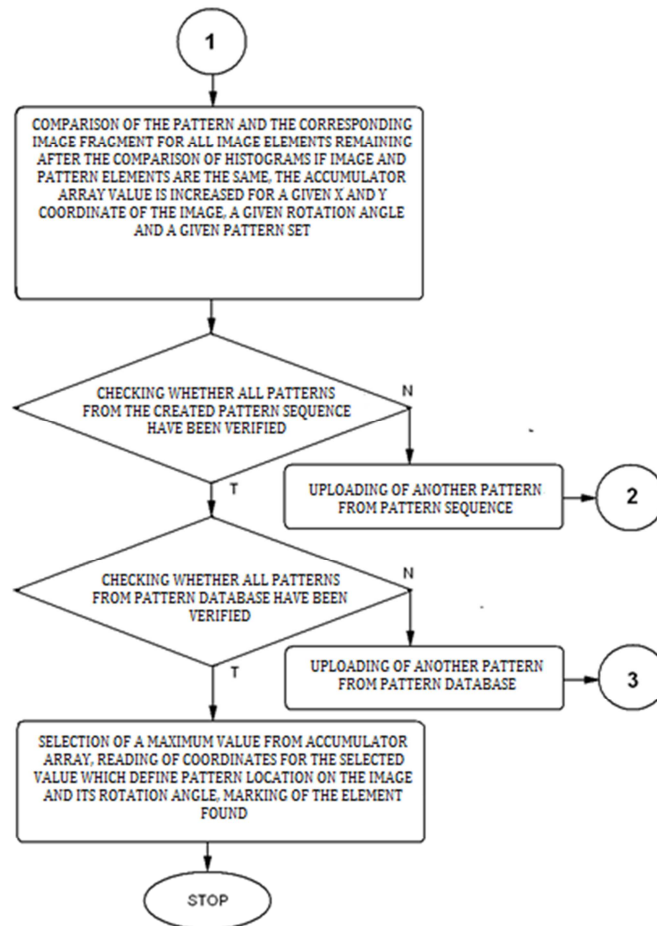 1
COMPARISON OF THE PATTERN AND THE CORRESPONDING
IMAGE FRAGMENT FOR ALL IMAGE ELEMENTS REMAINING
AFTER THE COMPARISON OF HISTOGRAMS IF IMAGE AND
PATTERN ELEMENTS ARE THE SAME, THE ACCUMULATOR
ARRAY VALUE IS INCREASED FOR A GIVEN X AND Y
COORDINATE OF THE IMAGE, A GIVEN ROTATION ANGLE
AND A GIVEN PATTERN SET
CHECKING WHETHER ALL PATTERNS
FROM THE CREATED PATTERN SEQUENCE
HAVE BEEN VERIFIED
N
T
UPLOADING OF ANOTHER PATTERN
FROM PATTERN SEQUENCE
2
CHECKING WHETHER ALL PATTERNS
FROM PATTERN DATABASE HAVE BEEN
VERIFIED
N
T
UPLOADING OF ANOTHER PATTERN
FROM PATTERN DATABASE
3
SELECTION OF A MAXIMUM VALUE FROM ACCUMULATOR
ARRAY, READING OF COORDINATES FOR THE SELECTED
VALUE WHICH DEFINE PATTERN LOCATION ON THE IMAGE
AND ITS ROTATION ANGLE, MARKING OF THE ELEMENT
FOUND
STOP